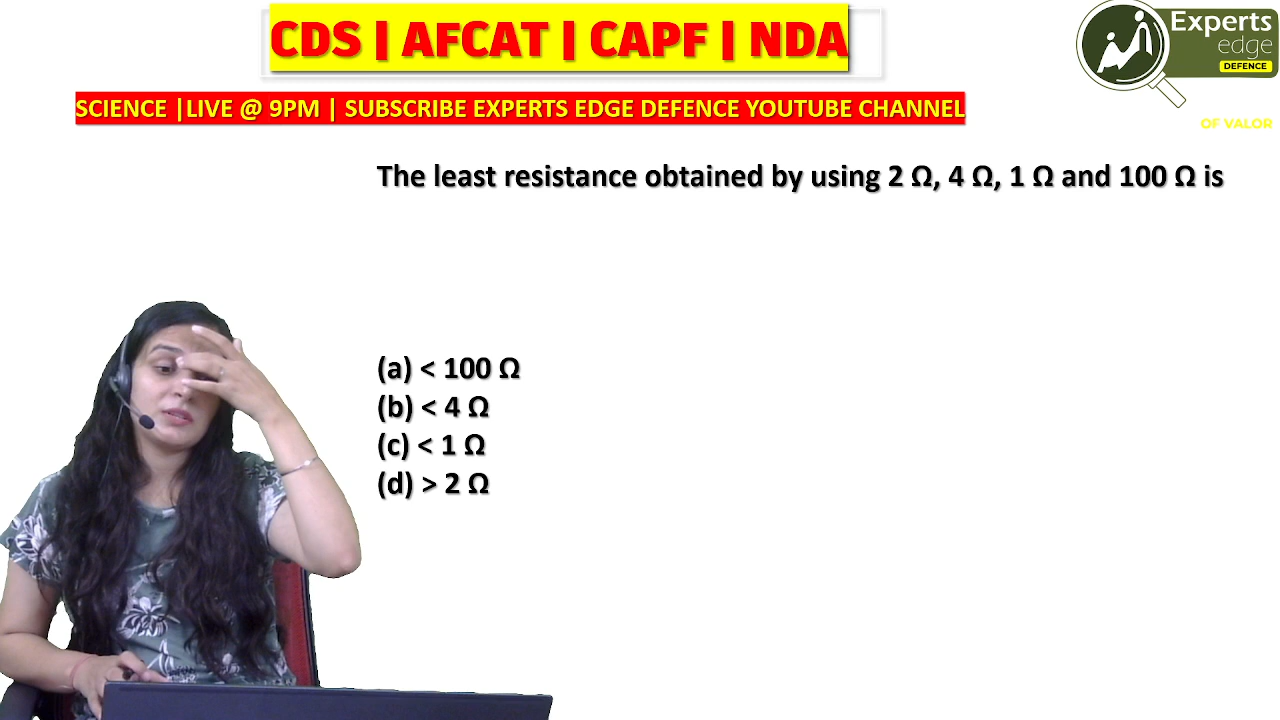 CDS | AFCAT | CAPF | NDA
Experts
edge
DEFENCE
OF VALOR
SCIENCE |LIVE @ 9PM | SUBSCRIBE EXPERTS EDGE DEFENCE YOUTUBE CHANNEL
The least resistance obtained by using 2 Ω, 4 Ω, 1 Ω and 100 Ω is
(a) < 100 Ω
(b) < 4 Ω
(c) < 1 Ω
(d) > 2 Ω